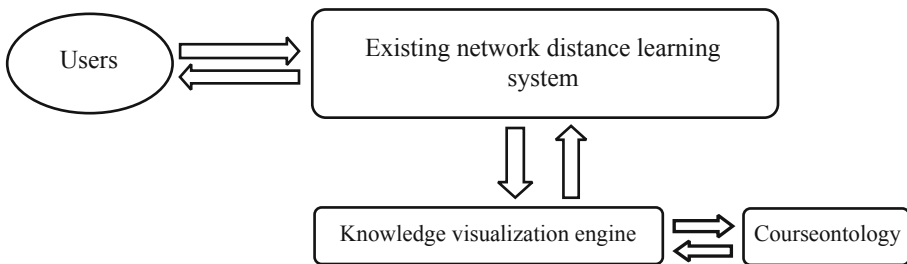 Users
Existing network distance learning
system
Knowledge visualization engine
Courseontology